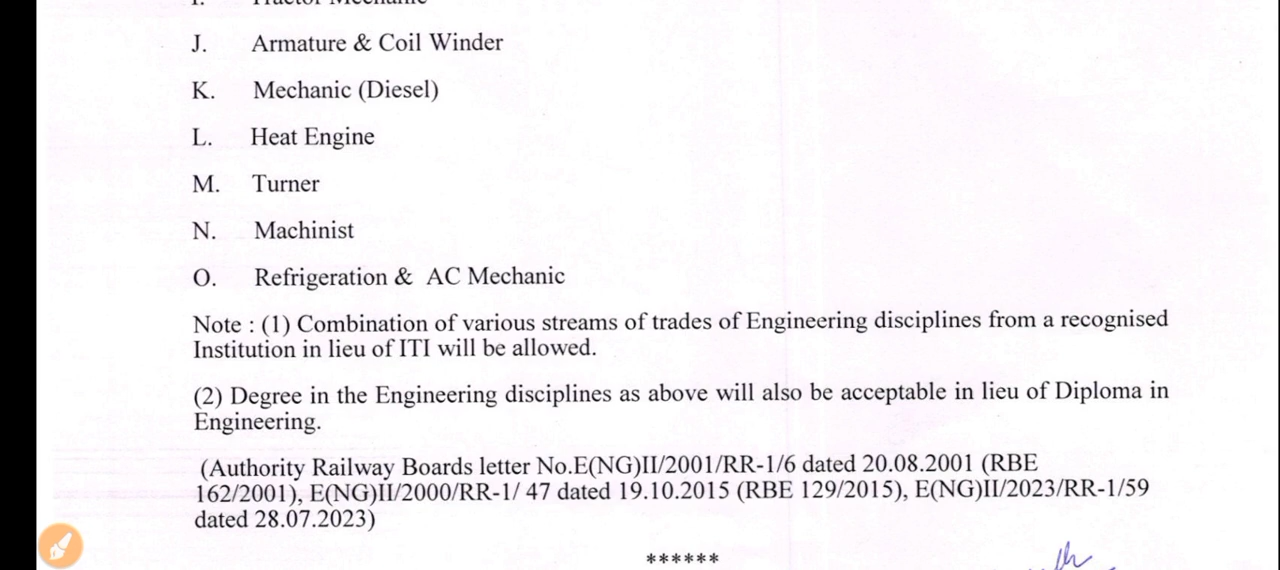 I. Tractor Mechanic
J. Armature & Coil Winder
K. Mechanic (Diesel)
L. Heat Engine
M. Turner
N. Machinist
O. Refrigeration & AC Mechanic
Note : (1) Combination of various streams of trades of Engineering disciplines from a recognised
Institution in lieu of ITI will be allowed.
(2) Degree in the Engineering disciplines as above will also be acceptable in lieu of Diploma in
Engineering.
(Authority Railway Boards letter No.E(NG)II/2001/RR-1/6 dated 20.08.2001 (RBE
162/2001), E(NG)II/2000/RR-1/ 47 dated 19.10.2015 (RBE 129/2015), E(NG)II/2023/RR-1/59
dated 28.07.2023)
******